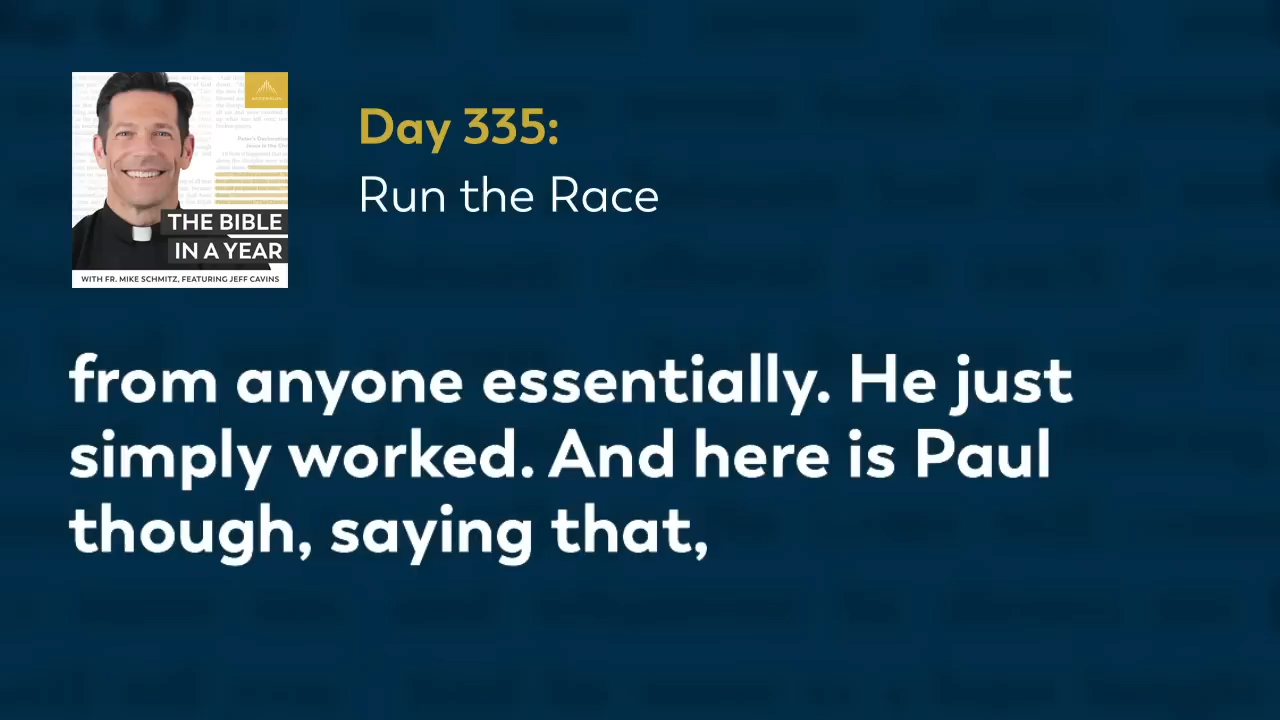 THE BIBLE
IN A YEAR
WITH FR. MIKE SCHMITZ, FEATURING JEFF CAVINS
Day 335:
Run the Race
from anyone essentially. He just
simply worked. And here is Paul
though, saying that,